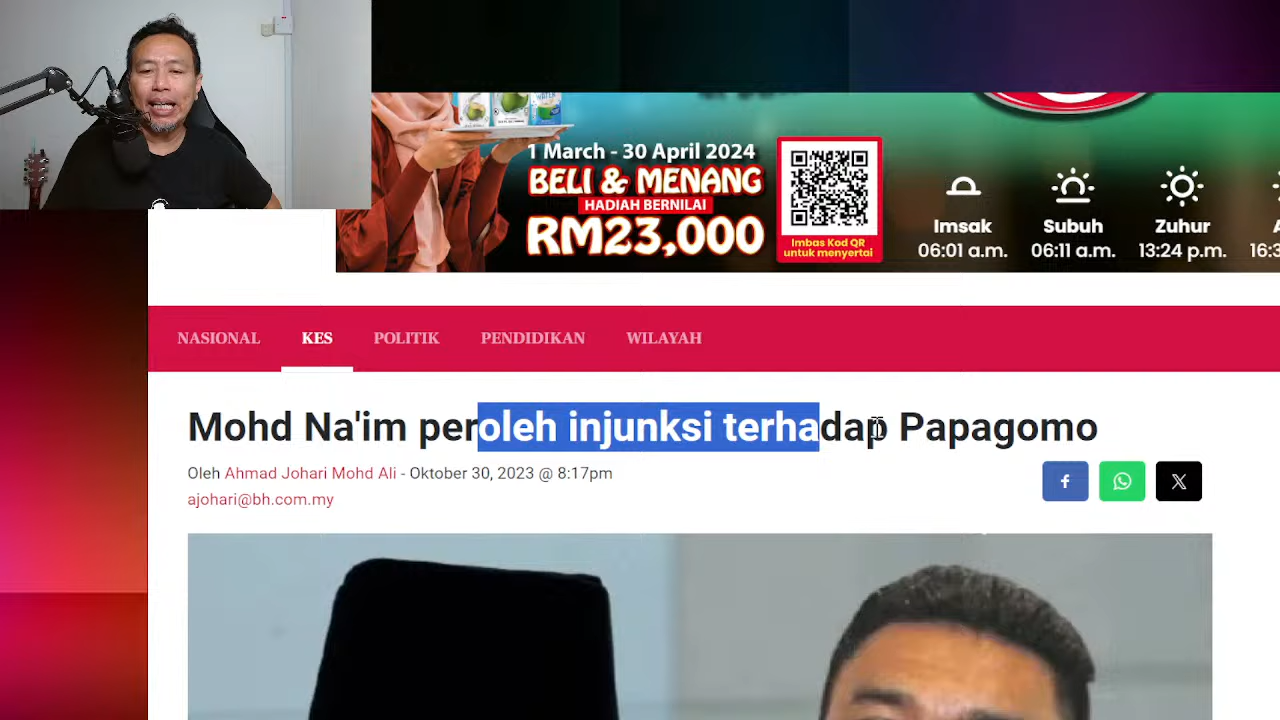 1 March - 30 April 2024
BELI & MENANG
HADIAH BERNILAI
RM23,000
Imbas Kod QR
untuk menyertai
Imsak
06:01 a.m.
Subuh
06:11 a.m.
Zuhur
13:24 p.m.
NASIONAL KES POLITIK PENDIDIKAN WILAYAH
Mohd Na'im peroleh injunksi terhadap Papagomo
Oleh Ahmad Johari Mohd Ali - Oktober 30, 2023 @ 8:17pm
ajohari@bh.com.my